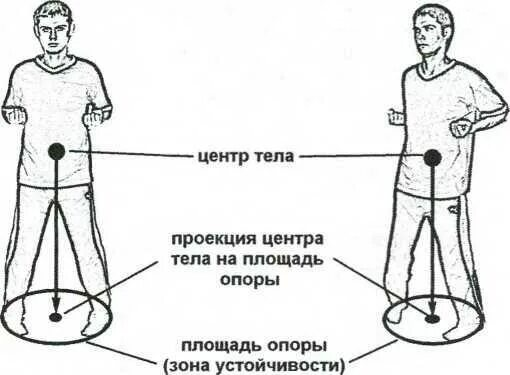 центр тела
проекция центра
тела на площадь
опоры
площадь опоры
(зона устойчивости)